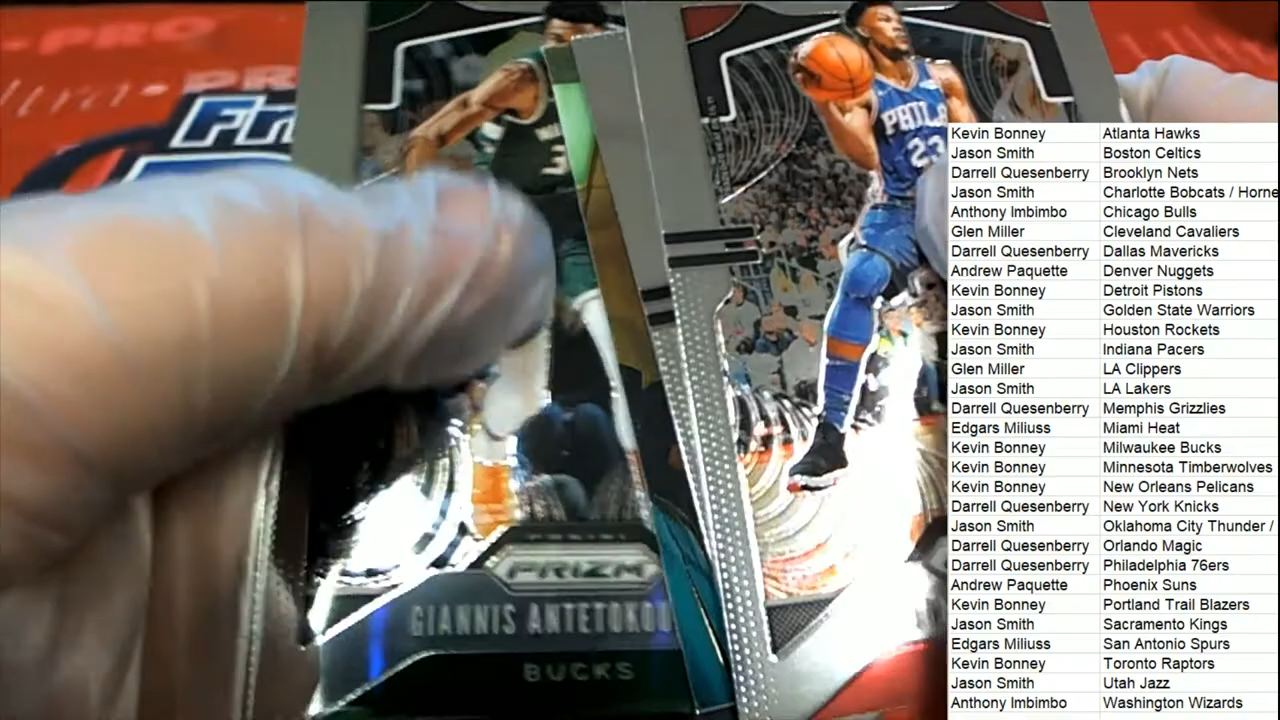 -PRO
ultra•PR
Fr
PHIL
23
3
PRIZM
GIANNIS ANTETOKOU
BUCKS
Kevin Bonney Atlanta Hawks
Jason Smith Boston Celtics
Darrell Quesenberry Brooklyn Nets
Jason Smith Charlotte Bobcats / Horne
Anthony Imbimbo Chicago Bulls
Glen Miller Cleveland Cavaliers
Darrell Quesenberry Dallas Mavericks
Andrew Paquette Denver Nuggets
Kevin Bonney Detroit Pistons
Jason Smith Golden State Warriors
Kevin Bonney Houston Rockets
Jason Smith Indiana Pacers
Glen Miller LA Clippers
Jason Smith LA Lakers
Darrell Quesenberry Memphis Grizzlies
Edgars Miliuss Miami Heat
Kevin Bonney Milwaukee Bucks
Kevin Bonney Minnesota Timberwolves
Kevin Bonney New Orleans Pelicans
Darrell Quesenberry New York Knicks
Jason Smith Oklahoma City Thunder /
Darrell Quesenberry Orlando Magic
Darrell Quesenberry Philadelphia 76ers
Andrew Paquette Phoenix Suns
Kevin Bonney Portland Trail Blazers
Jason Smith Sacramento Kings
Edgars Miliuss San Antonio Spurs
Kevin Bonney Toronto Raptors
Jason Smith Utah Jazz
Anthony Imbimbo Washington Wizards